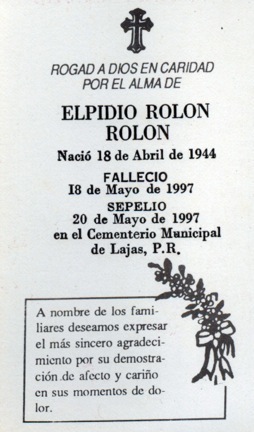 ROGAD A DIOS EN CARIDAD
POR EL ALMA DE
ELPIDIO ROLON
ROLON
Nació 18 de Abril de 1944
FALLECIO
18 de Mayo de 1997
SEPELIO
20 de Mayo de 1997
en el Cementerio Municipal
de Lajas, P.R.
A nombre de los fami-
liares deseamos expresar
el más sincero agradeci-
miento por su demostra-
ción de afecto y cariño
en sus momentos de do-
lor.